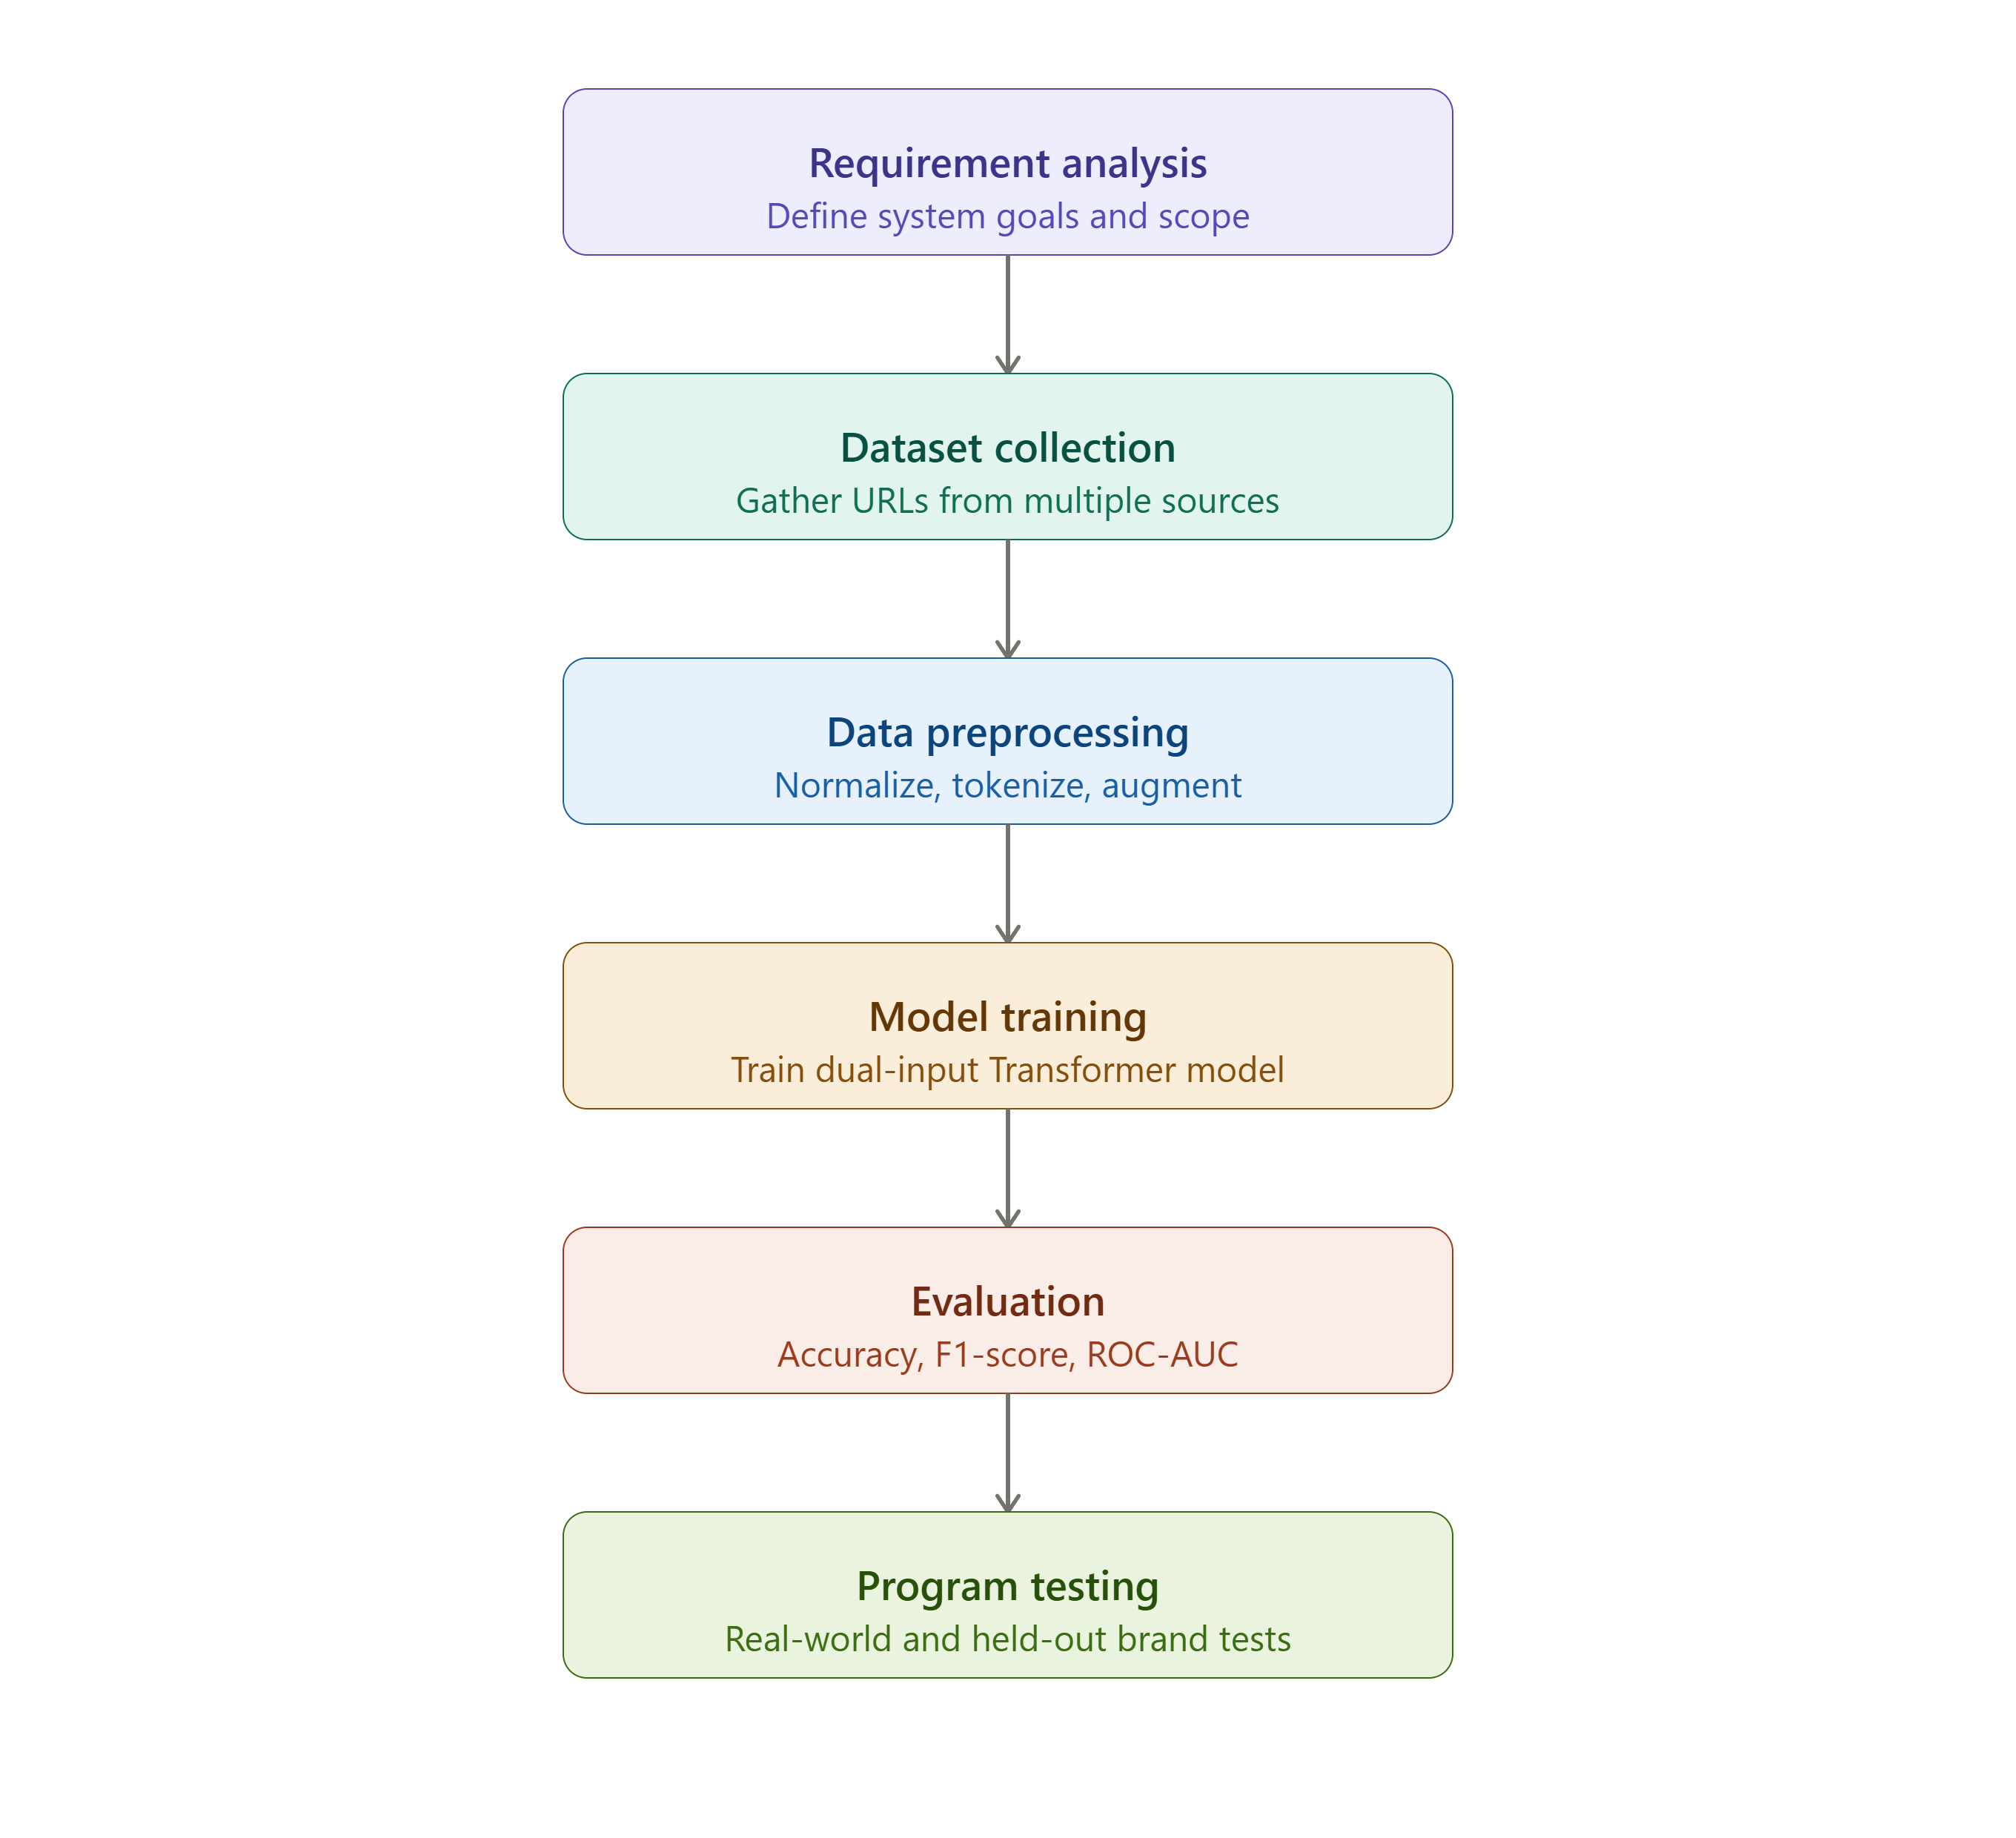 Requirement analysis
Define system goals and scope
Dataset collection
Gather URLs from multiple sources
Data preprocessing
Normalize, tokenize, augment
Model training
Train dual-input Transformer model
Evaluation
Accuracy, F1-score, ROC-AUC
Program testing
Real-world and held-out brand tests